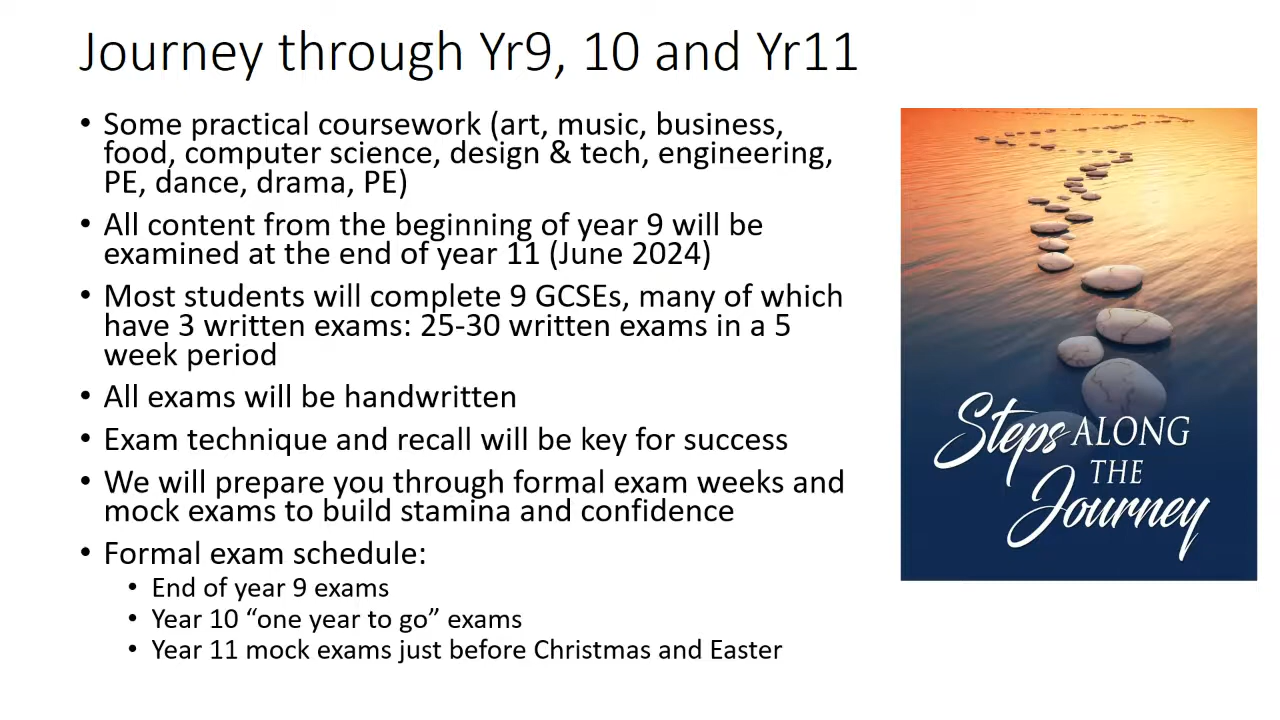 Journey through Yr9, 10 and Yr11
• Some practical coursework (art, music, business,
food, computer science, design & tech, engineering,
PE, dance, drama, PE)
• All content from the beginning of year 9 will be
examined at the end of year 11 (June 2024)
• Most students will complete 9 GCSEs, many of which
have 3 written exams: 25-30 written exams in a 5
week period
• All exams will be handwritten
• Exam technique and recall will be key for success
• We will prepare you through formal exam weeks and
mock exams to build stamina and confidence
• Formal exam schedule:
• End of year 9 exams
• Year 10 “one year to go” exams
• Year 11 mock exams just before Christmas and Easter
Steps ALONG
THE
Journey